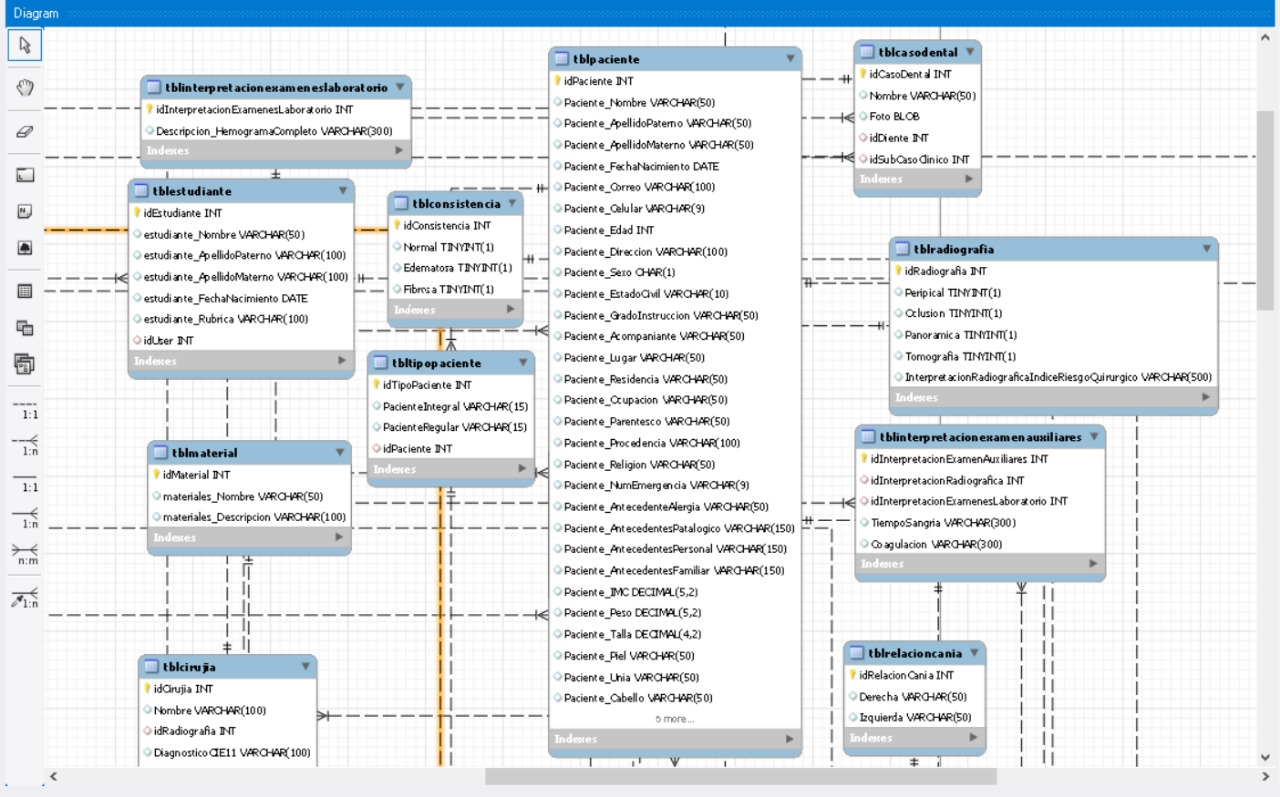 Diagram
tblinterpretacionexameneslaboratorio
idInterpretacionExamenesLaboratorio INT
Descripcion_HemogramaCompleto VARCHAR(300)
Indexes
tblestudiante
idEstudiante INT
estudiante_Nombre VARCHAR(50)
estudiante_ApellidoPaterno VARCHAR(100)
estudiante_ApellidoMaterno VARCHAR(100)
estudiante_FechaNacimiento DATE
estudiante_Rubrica VARCHAR(100)
idUser INT
Indexes
tblconsistencia
idConsistencia INT
Normal TINYINT(1)
Edematosa TINYINT(1)
Fibrosa TINYINT(1)
Indexes
tbltipopaciente
idTipoPaciente INT
PacienteIntegral VARCHAR(15)
PacienteRegular VARCHAR(15)
idPaciente INT
Indexes
tblmaterial
idMaterial INT
materiales_Nombre VARCHAR(50)
materiales_Descripcion VARCHAR(100)
Indexes
tblcirujia
idCirujia INT
Nombre VARCHAR(100)
idRadiografia INT
DiagnosticoCIE11 VARCHAR(100)
tblpaciente
idPaciente INT
Paciente_Nombre VARCHAR(50)
Paciente_ApellidoPaterno VARCHAR(50)
Paciente_ApellidoMaterno VARCHAR(50)
Paciente_FechaNacimiento DATE
Paciente_Correo VARCHAR(100)
Paciente_Celular VARCHAR(9)
Paciente_Edad INT
Paciente_Direccion VARCHAR(100)
Paciente_Sexo CHAR(1)
Paciente_EstadoCivil VARCHAR(10)
Paciente_GradoInstruccion VARCHAR(50)
Paciente_Acompaniante VARCHAR(50)
Paciente_Lugar VARCHAR(50)
Paciente_Residencia VARCHAR(50)
Paciente_Ocupacion VARCHAR(50)
Paciente_Parentesco VARCHAR(50)
Paciente_Procedencia VARCHAR(100)
Paciente_Religion VARCHAR(50)
Paciente_NumEmergencia VARCHAR(9)
Paciente_AntecedenteAlergia VARCHAR(50)
Paciente_AntecedentesPatalogico VARCHAR(150)
Paciente_AntecedentesPersonal VARCHAR(150)
Paciente_AntecedentesFamiliar VARCHAR(150)
Paciente_IMC DECIMAL(5,2)
Paciente_Peso DECIMAL(5,2)
Paciente_Talla DECIMAL(4,2)
Paciente_Piel VARCHAR(50)
Paciente_Unia VARCHAR(50)
Paciente_Cabello VARCHAR(50)
6 more...
Indexes
tblcasodental
idCasoDental INT
Nombre VARCHAR(50)
Foto BLOB
idDiente INT
idSubCasoClinico INT
Indexes
tblradiografia
idRadiografia INT
Peripical TINYINT(1)
Oclusion TINYINT(1)
Panoramica TINYINT(1)
Tomografia TINYINT(1)
InterpretacionRadiograficaIndiceRiesgoQuirurgico VARCHAR(500)
Indexes
tblinterpretacionexamenauxiliares
idInterpretacionExamenAuxiliares INT
idInterpretacionRadiografica INT
idInterpretacionExamenesLaboratorio INT
TiempoSangria VARCHAR(300)
Coagulacion VARCHAR(300)
Indexes
tblrelacioncania
idRelacionCania INT
Derecha VARCHAR(50)
Izquierda VARCHAR(50)
Indexes
1:1
1:n
1:1
1:n
n:m
1:n